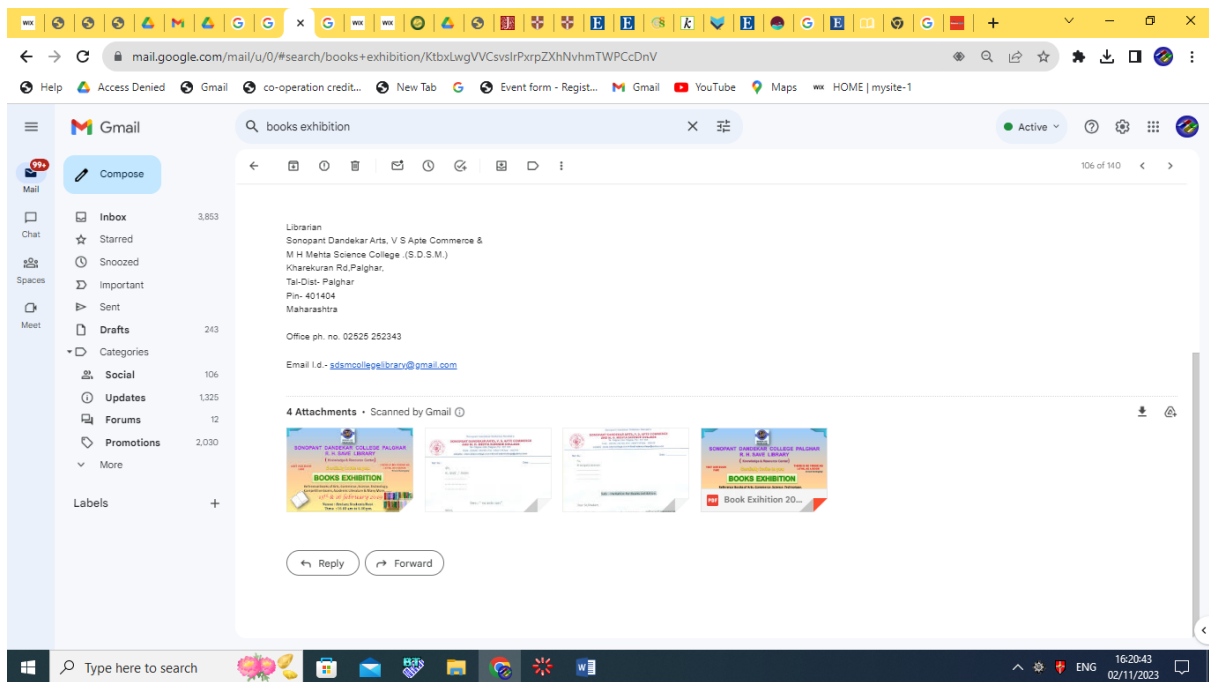 mail.google.com/mail/u/0/#search/books+exhibition/KtbxLwgVVCsvslrPxrpZXhNvhmTWPCcDnV
Help Access Denied Gmail co-operation credit... New Tab Event form - Regist... Gmail YouTube Maps HOME | mysite-1
Gmail
books exhibition
Active
99+
Mail
Compose
106 of 140
Chat
Spaces
Meet
Inbox 3,853
Starred
Snoozed
Important
Sent
Drafts 243
Categories
Social 106
Updates 1,325
Forums 12
Promotions 2,030
More
Labels
Librarian
Sonopant Dandekar Arts, V S Apte Commerce &
M H Mehta Science College .(S.D.S.M.)
Kharekuran Rd,Palghar,
Tal-Dist- Palghar
Pin- 401404
Maharashtra
Office ph. no. 02525 252343
Email I.d.- sdsmcollegelibrary@gmail.com
4 Attachments • Scanned by Gmail
SONOPANT DANDEKAR COLLEGE PALGHAR
BOOKS EXHIBITION
SONOPANT DANDEKAR COLLEGE PALGHAR
BOOKS EXHIBITION
PDF Book Exihition 20...
Reply
Forward
Type here to search
ENG
16:20:43
02/11/2023